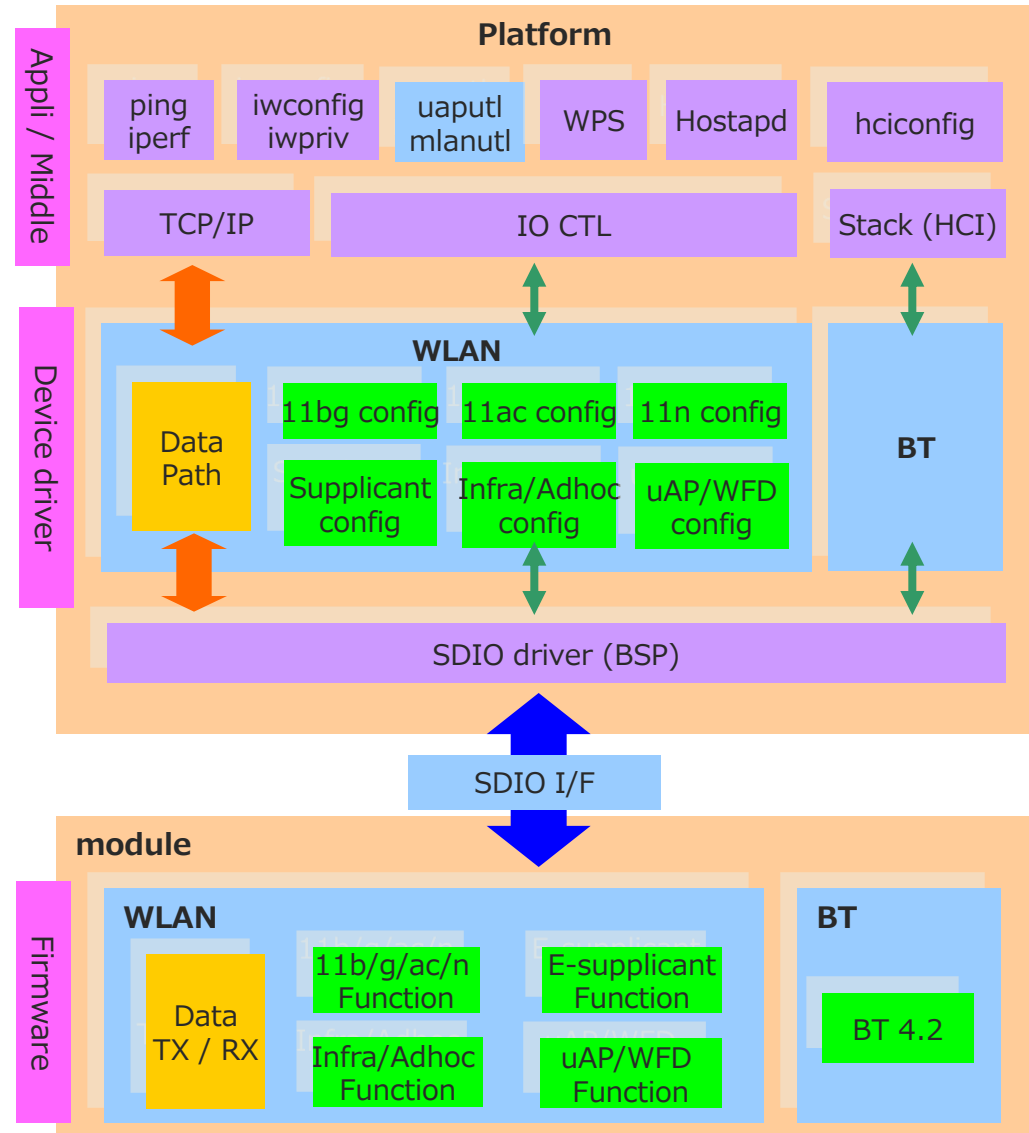 Platform
Appli / Middle
ping
iperf
iwconfig
iwpriv
uaputl
mlanutl
WPS
Hostapd
hciconfig
TCP/IP
IO CTL
Stack (HCI)
Device driver
WLAN
Data
Path
11bg config
11ac config
11n config
Supplicant
config
Infra/Adhoc
config
uAP/WFD
config
BT
SDIO driver (BSP)
SDIO I/F
module
Firmware
WLAN
Data
TX / RX
11b/g/ac/n
Function
E-supplicant
Function
Infra/Adhoc
Function
uAP/WFD
Function
BT
BT 4.2